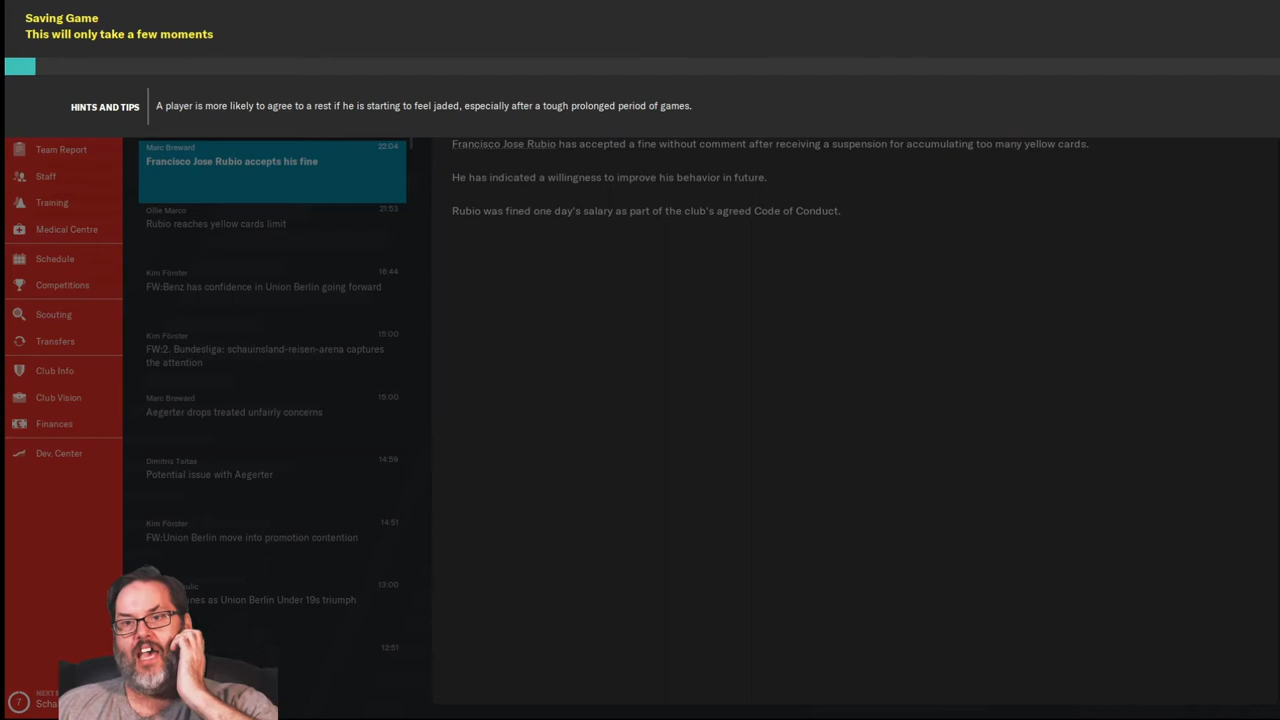 Saving Game
This will only take a few moments
HINTS AND TIPS
A player is more likely to agree to a rest if he is starting to feel jaded, especially after a tough prolonged period of games.
Team Report
Staff
Training
Medical Centre
Schedule
Competitions
Scouting
Transfers
Club Info
Club Vision
Finances
Dev. Center
7
Marc Breward 22:04
Francisco Jose Rubio accepts his fine
Ollie Marco 21:53
Rubio reaches yellow cards limit
Kim Förster 16:44
FW:Benz has confidence in Union Berlin going forward
Kim Förster 15:00
FW:2. Bundesliga: schauinsland-reisen-arena captures
the attention
Marc Breward 15:00
Aegerter drops treated unfairly concerns
Dimitris Taitae 14:59
Potential issue with Aegerter
Kim Förster 14:51
FW:Union Berlin move into promotion contention
13:00
as Union Berlin Under 19s triumph
12:51
Francisco Jose Rubio has accepted a fine without comment after receiving a suspension for accumulating too many yellow cards.
He has indicated a willingness to improve his behavior in future.
Rubio was fined one day's salary as part of the club's agreed Code of Conduct.